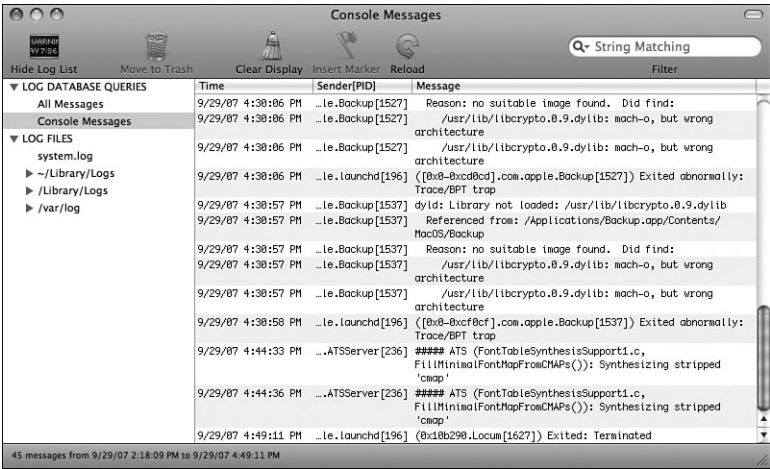 Console Messages
WARNIN
RY 7:36
Hide Log List
Move to Trash
Clear Display
Insert Marker
Reload
String Matching
Filter
LOG DATABASE QUERIES
All Messages
Console Messages
LOG FILES
system.log
~/Library/Logs
/Library/Logs
/var/log
Time Sender[PID] Message
9/29/07 4:30:06 PM …le.Backup[1527] Reason: no suitable image found. Did find:
9/29/07 4:30:06 PM …le.Backup[1527] /usr/lib/libcrypto.0.9.dylib: mach-o, but wrong
architecture
9/29/07 4:30:06 PM …le.Backup[1527] /usr/lib/libcrypto.0.9.dylib: mach-o, but wrong
architecture
9/29/07 4:30:06 PM …le.launchd[196] ([0x0-0xcd0cd].com.apple.Backup[1527]) Exited abnormally:
Trace/BPT trap
9/29/07 4:30:57 PM …le.Backup[1537] dyld: Library not loaded: /usr/lib/libcrypto.0.9.dylib
9/29/07 4:30:57 PM …le.Backup[1537] Referenced from: /Applications/Backup.app/Contents/
MacOS/Backup
9/29/07 4:30:57 PM …le.Backup[1537] Reason: no suitable image found. Did find:
9/29/07 4:30:57 PM …le.Backup[1537] /usr/lib/libcrypto.0.9.dylib: mach-o, but wrong
architecture
9/29/07 4:30:57 PM …le.Backup[1537] /usr/lib/libcrypto.0.9.dylib: mach-o, but wrong
architecture
9/29/07 4:30:58 PM …le.launchd[196] ([0x0-0xcf0cf].com.apple.Backup[1537]) Exited abnormally:
Trace/BPT trap
9/29/07 4:44:33 PM ….ATSServer[236] ##### ATS (FontTableSynthesisSupport1.c,
FillMinimalFontMapFromCMAPs()): Synthesizing stripped
'cmap'
9/29/07 4:44:36 PM ….ATSServer[236] ##### ATS (FontTableSynthesisSupport1.c,
FillMinimalFontMapFromCMAPs()): Synthesizing stripped
'cmap'
9/29/07 4:49:11 PM …le.launchd[196] (0x10b290.Locum[1627]) Exited: Terminated
45 messages from 9/29/07 2:18:09 PM to 9/29/07 4:49:11 PM